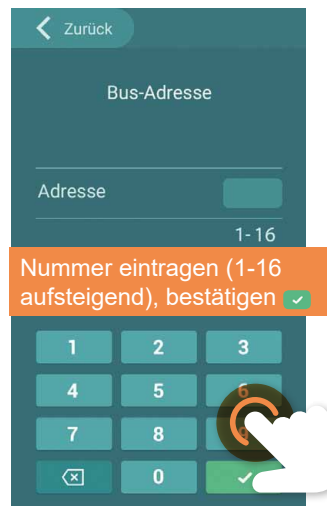 Zurück
Bus-Adresse
Adresse
1-16
Nummer eintragen (1-16
aufsteigend), bestätigen
1 2 3
4 5 6
7 8 9
0